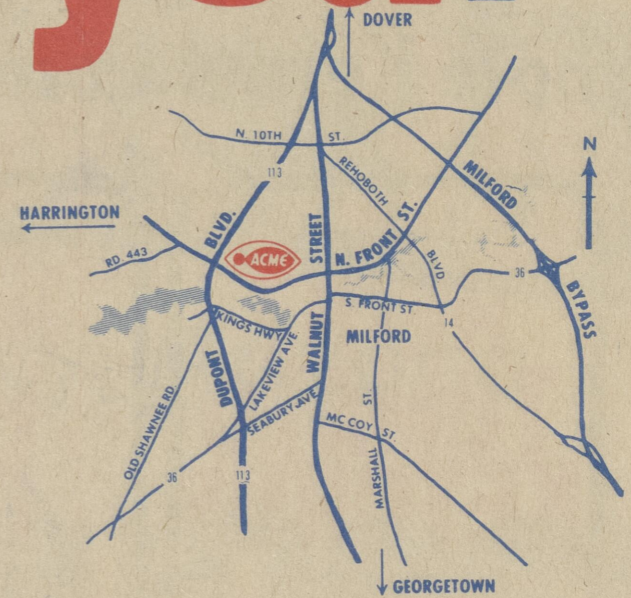 you
DOVER
N. 10TH ST.
113
REHOBOTH BLVD.
MILFORD BYPASS
N
HARRINGTON
RD. 443
DUPONT BLVD.
ACME
WALNUT STREET
N. FRONT ST.
36
S. FRONT ST.
14
KINGS HWY
LAKEVIEW AVE.
MILFORD
SEABURY AVE.
OLD SHAWNEE RD.
MC COY ST.
MARSHALL ST.
36
113
GEORGETOWN